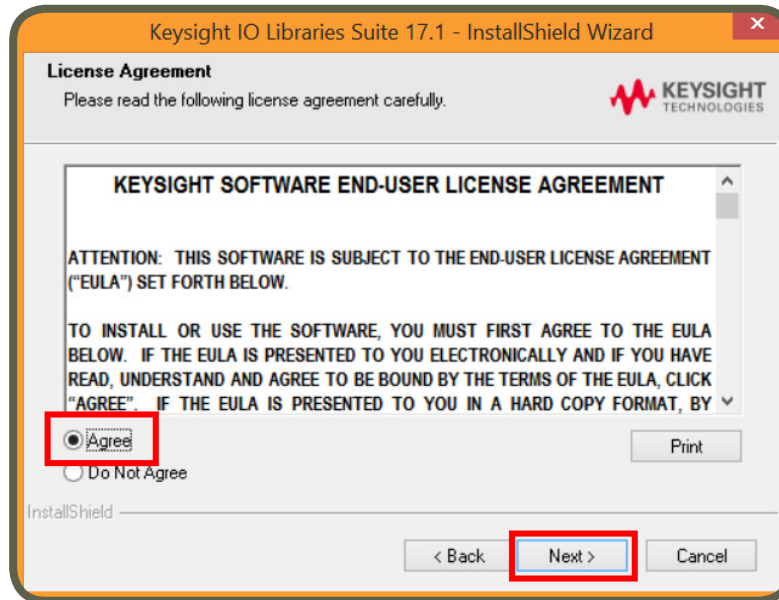 Keysight IO Libraries Suite 17.1 - InstallShield Wizard
License Agreement
Please read the following license agreement carefully.
KEYSIGHT
TECHNOLOGIES
KEYSIGHT SOFTWARE END-USER LICENSE AGREEMENT
ATTENTION: THIS SOFTWARE IS SUBJECT TO THE END-USER LICENSE AGREEMENT
("EULA") SET FORTH BELOW.
TO INSTALL OR USE THE SOFTWARE, YOU MUST FIRST AGREE TO THE EULA
BELOW. IF THE EULA IS PRESENTED TO YOU ELECTRONICALLY AND IF YOU HAVE
READ, UNDERSTAND AND AGREE TO BE BOUND BY THE TERMS OF THE EULA, CLICK
"AGREE". IF THE EULA IS PRESENTED TO YOU IN A HARD COPY FORMAT, BY
Agree
Print
Do Not Agree
InstallShield
< Back
Next >
Cancel